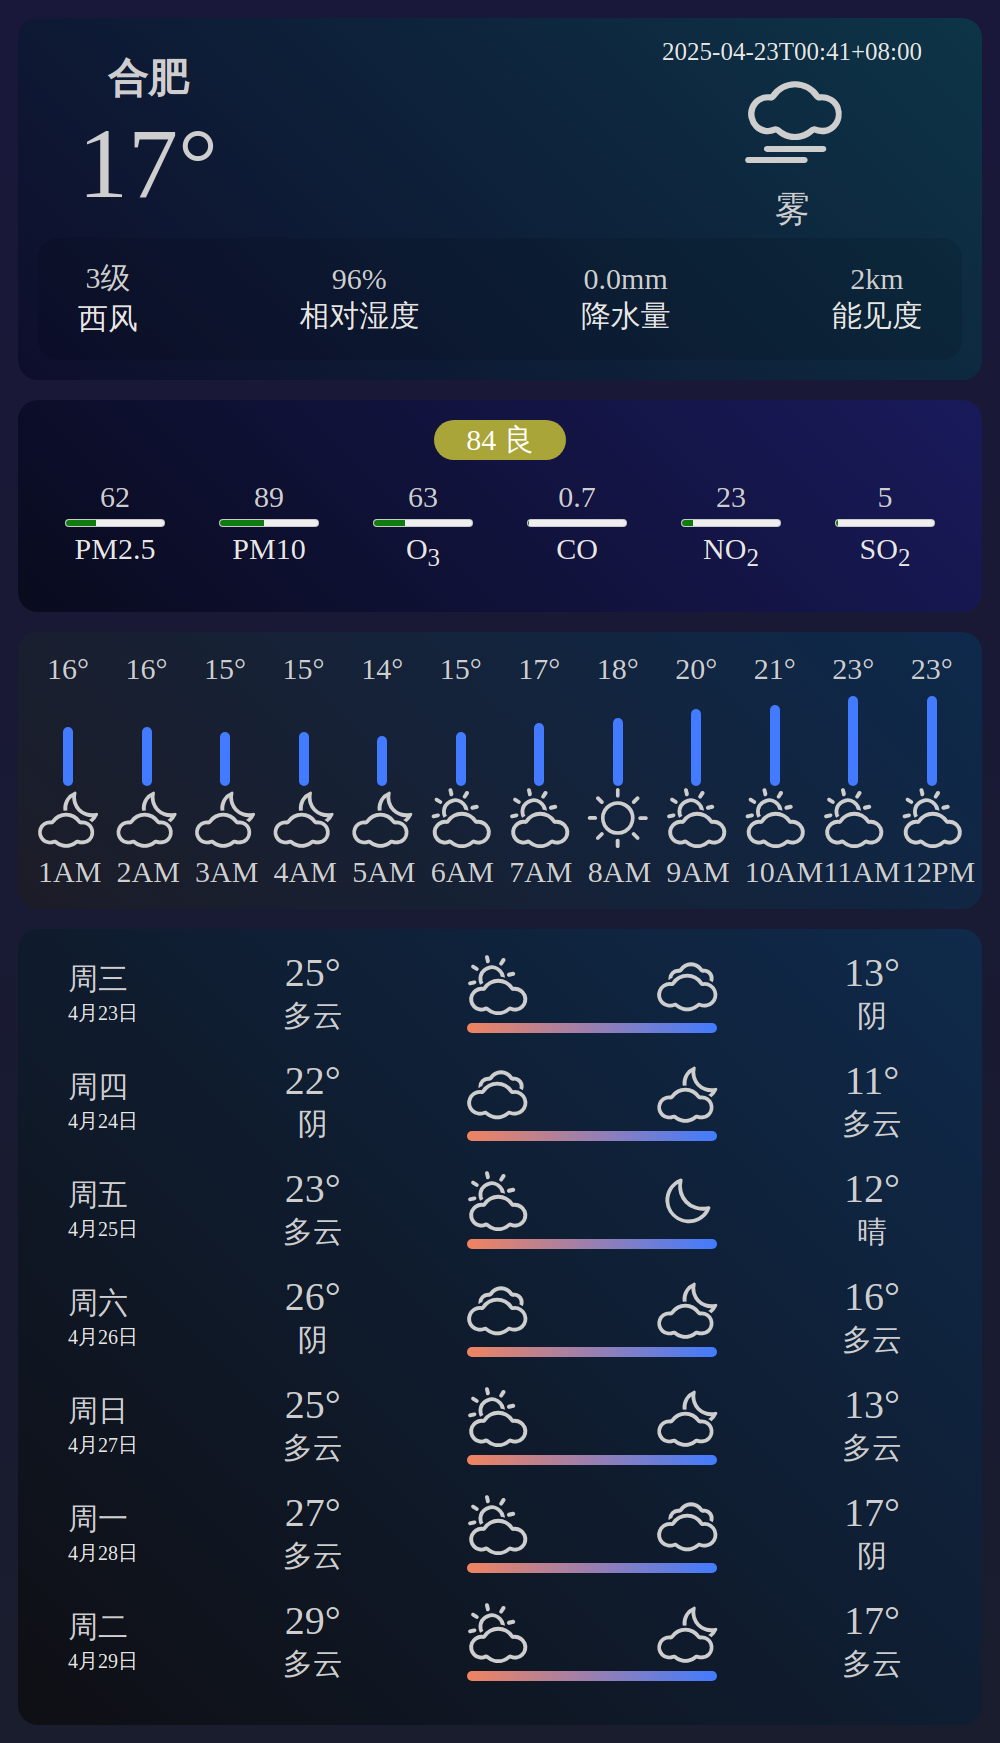 合肥
17°
2025-04-23T00:41+08:00
雾
3级 96% 0.0mm 2km
西风 相对湿度 降水量 能见度
84 良
62 89 63 0.7 23 5
PM2.5 PM10 O3 CO NO2 SO2
16° 16° 15° 15° 14° 15° 17° 18° 20° 21° 23° 23°
1AM 2AM 3AM 4AM 5AM 6AM 7AM 8AM 9AM 10AM 11AM 12PM
周三 25° 13°
4月23日 多云 阴
周四 22° 11°
4月24日 阴 多云
周五 23° 12°
4月25日 多云 晴
周六 26° 16°
4月26日 阴 多云
周日 25° 13°
4月27日 多云 多云
周一 27° 17°
4月28日 多云 阴
周二 29° 17°
4月29日 多云 多云